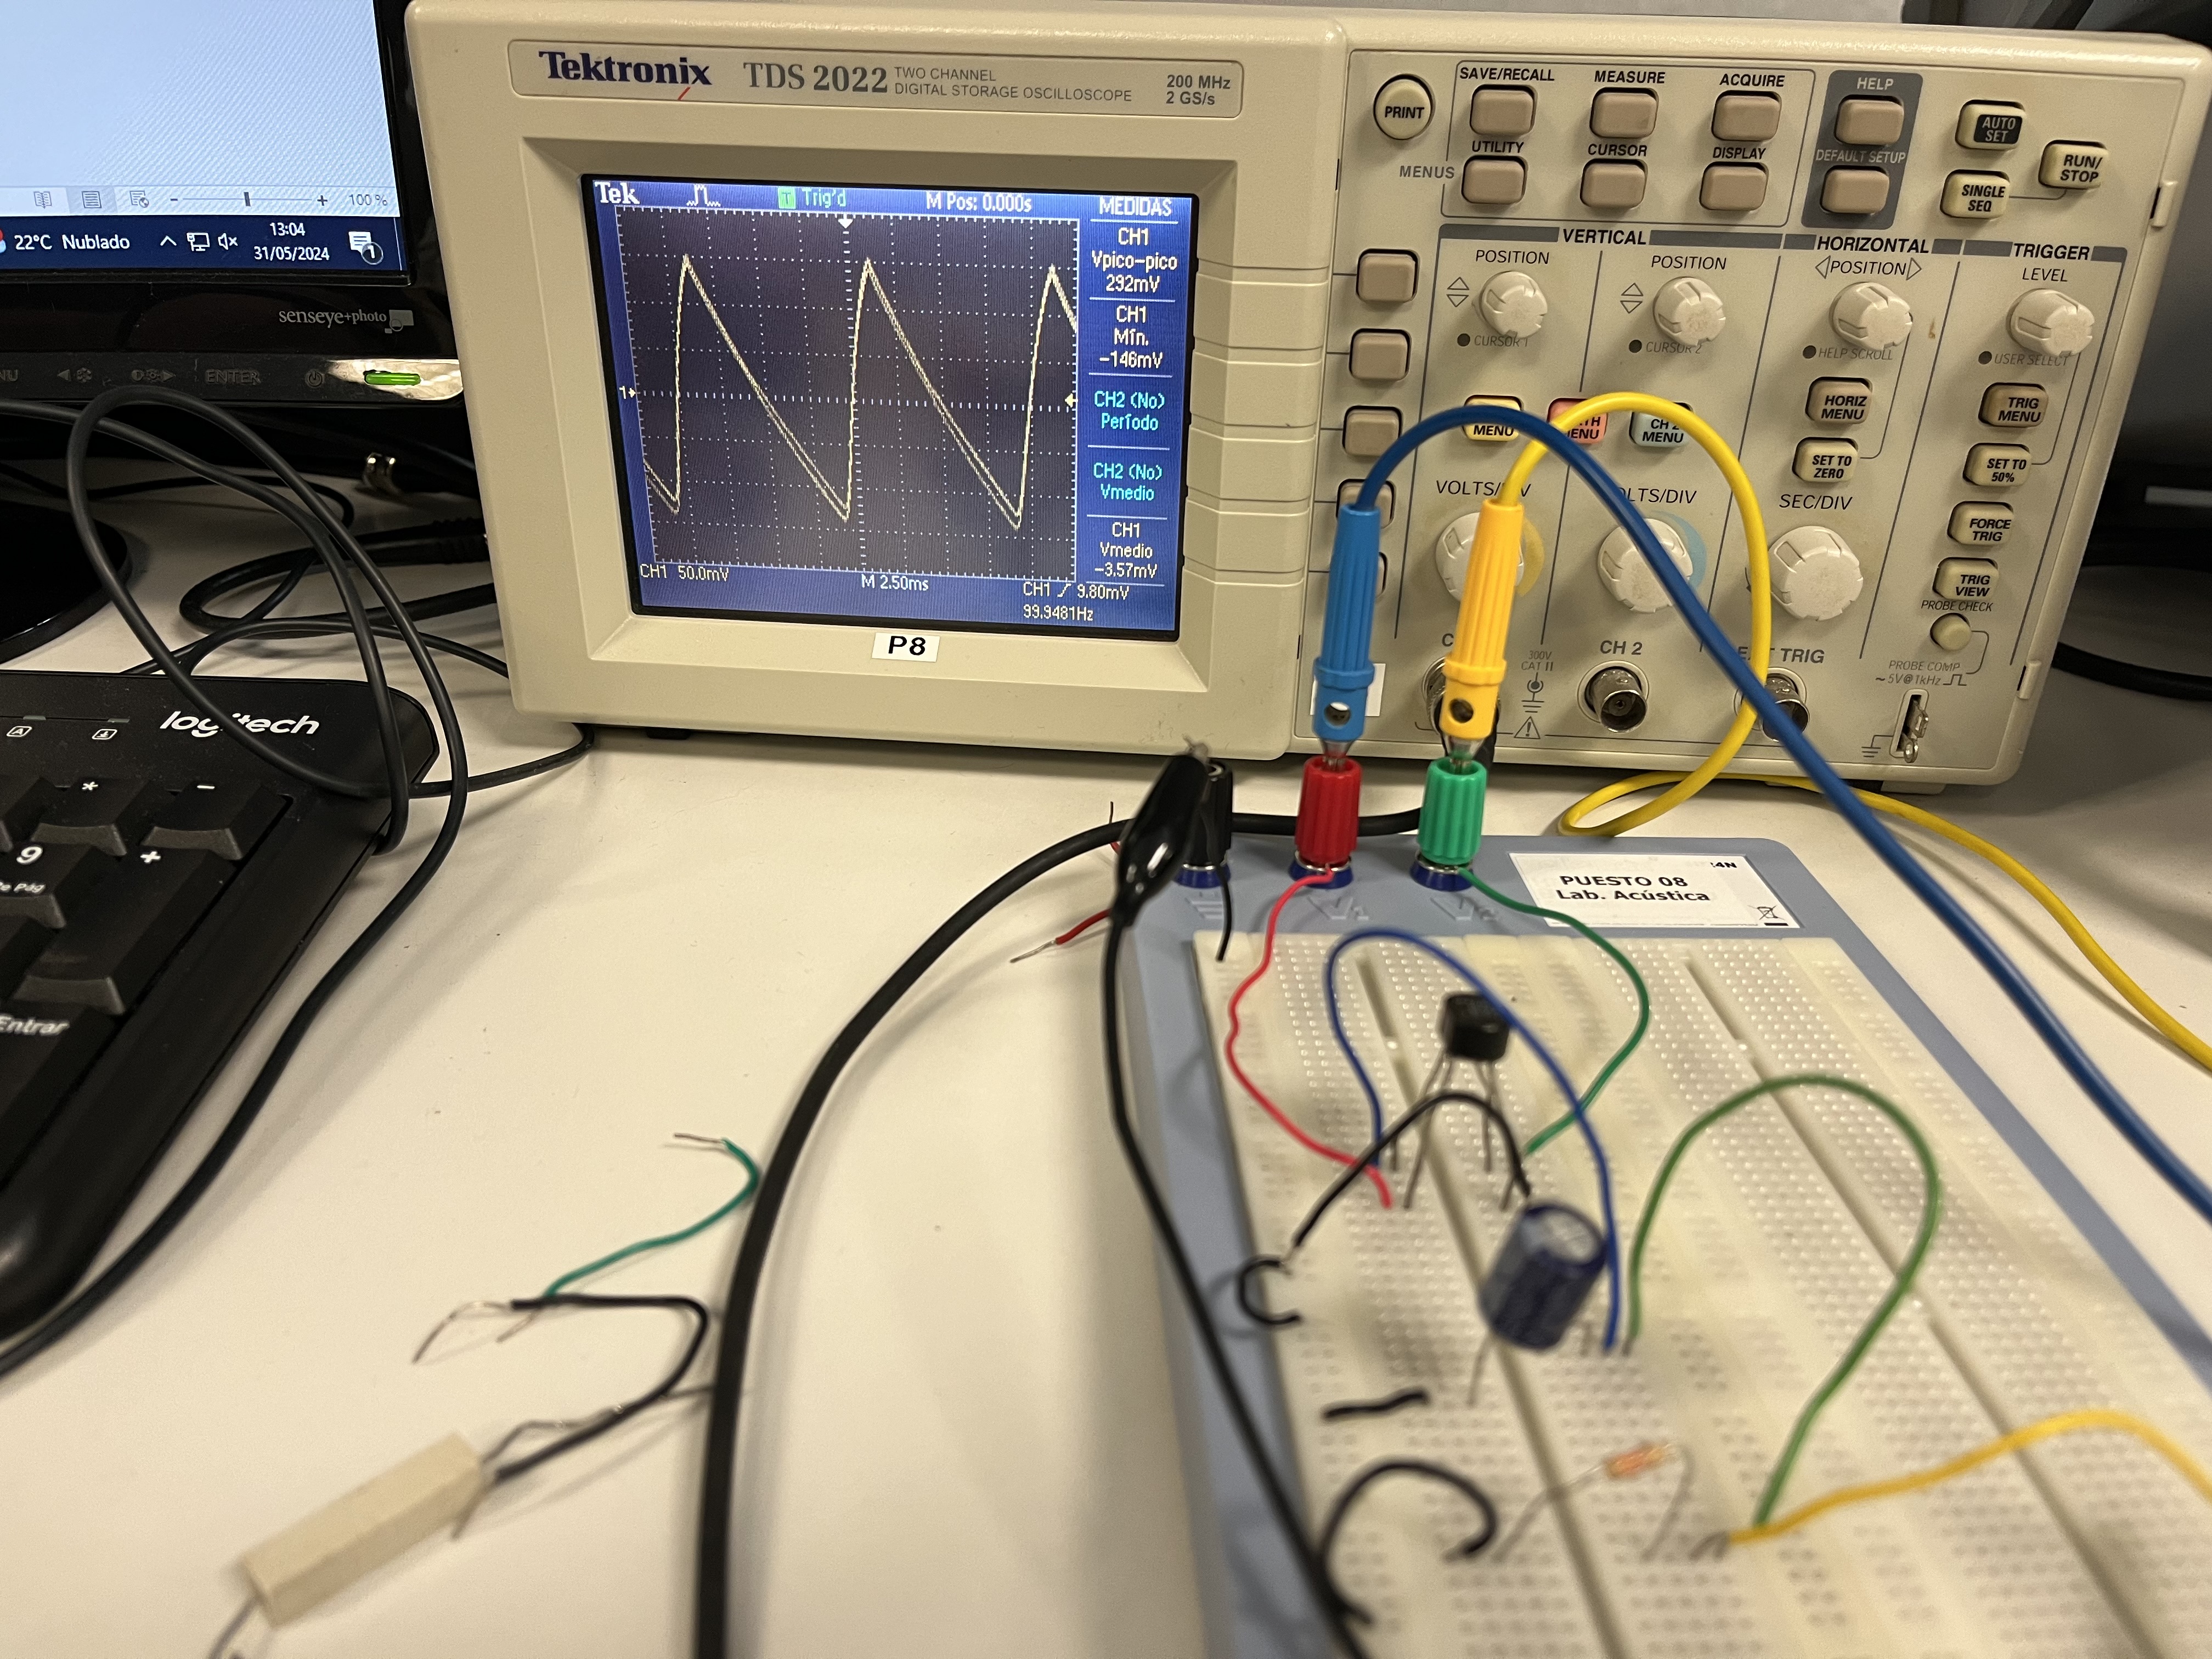 Tektronix TDS 2022 TWO CHANNEL
DIGITAL STORAGE OSCILLOSCOPE
200 MHz
2 GS/s
Tek
T Trig'd
M Pos: 0.000s
MEDIDAS
CH1
Vpico-pico
292mV
CH1
Mín.
-146mV
CH2 (No)
Período
CH2 (No)
Vmedio
CH1
Vmedio
-3.57mV
1
CH1 50.0mV
M 2.50ms
CH1 9.80mV
99.9481Hz
P8
PRINT
SAVE/RECALL
MEASURE
ACQUIRE
HELP
AUTO
SET
RUN/
STOP
MENUS
UTILITY
CURSOR
DISPLAY
DEFAULT SETUP
SINGLE
SEQ
VERTICAL
HORIZONTAL
TRIGGER
POSITION
POSITION
POSITION
LEVEL
CURSOR 1
CURSOR 2
HELP SCROLL
USER SELECT
MENU
MENU
HORIZ
MENU
TRIG
MENU
SET TO
ZERO
SET TO
50%
SEC/DIV
FORCE
TRIG
TRIG
VIEW
PROBE CHECK
CH 2
TRIG
300V
CAT II
PROBE COMP
~5V@1kHz
PUESTO 08
Lab. Acústica
100 %
22°C Nublado
13:04
31/05/2024
1
senseye+photo
ENTER
logitech
*
-
9
+
Entrar